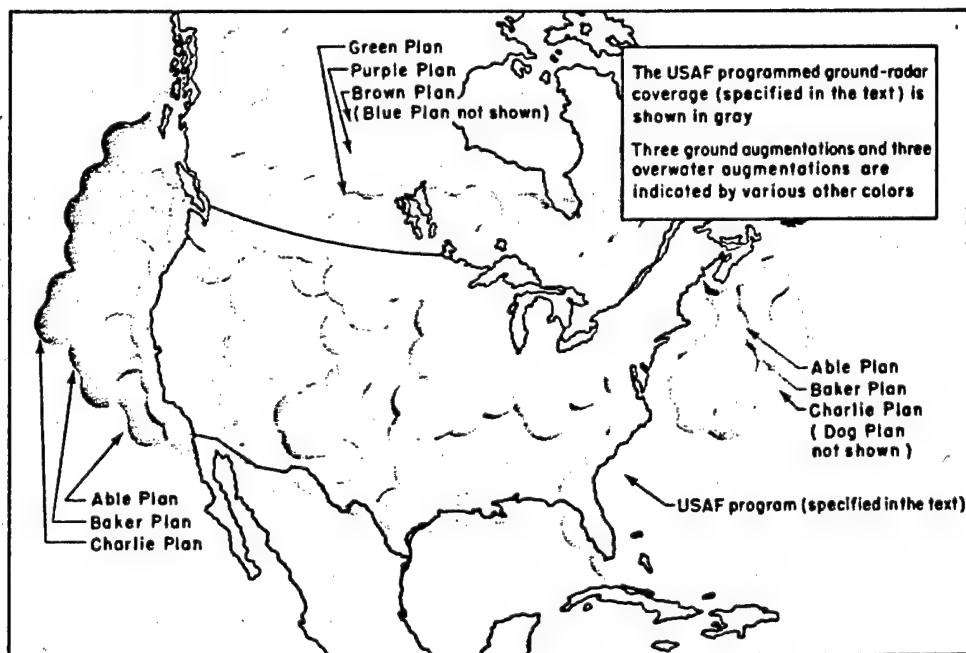 Green Plan
Purple Plan
Brown Plan
(Blue Plan not shown)
The USAF programmed ground-radar
coverage (specified in the text) is
shown in gray
Three ground augmentations and three
overwater augmentations are
indicated by various other colors
Able Plan
Baker Plan
Charlie Plan
( Dog Plan
not shown )
USAF program (specified in the text)
Able Plan
Baker Plan
Charlie Plan